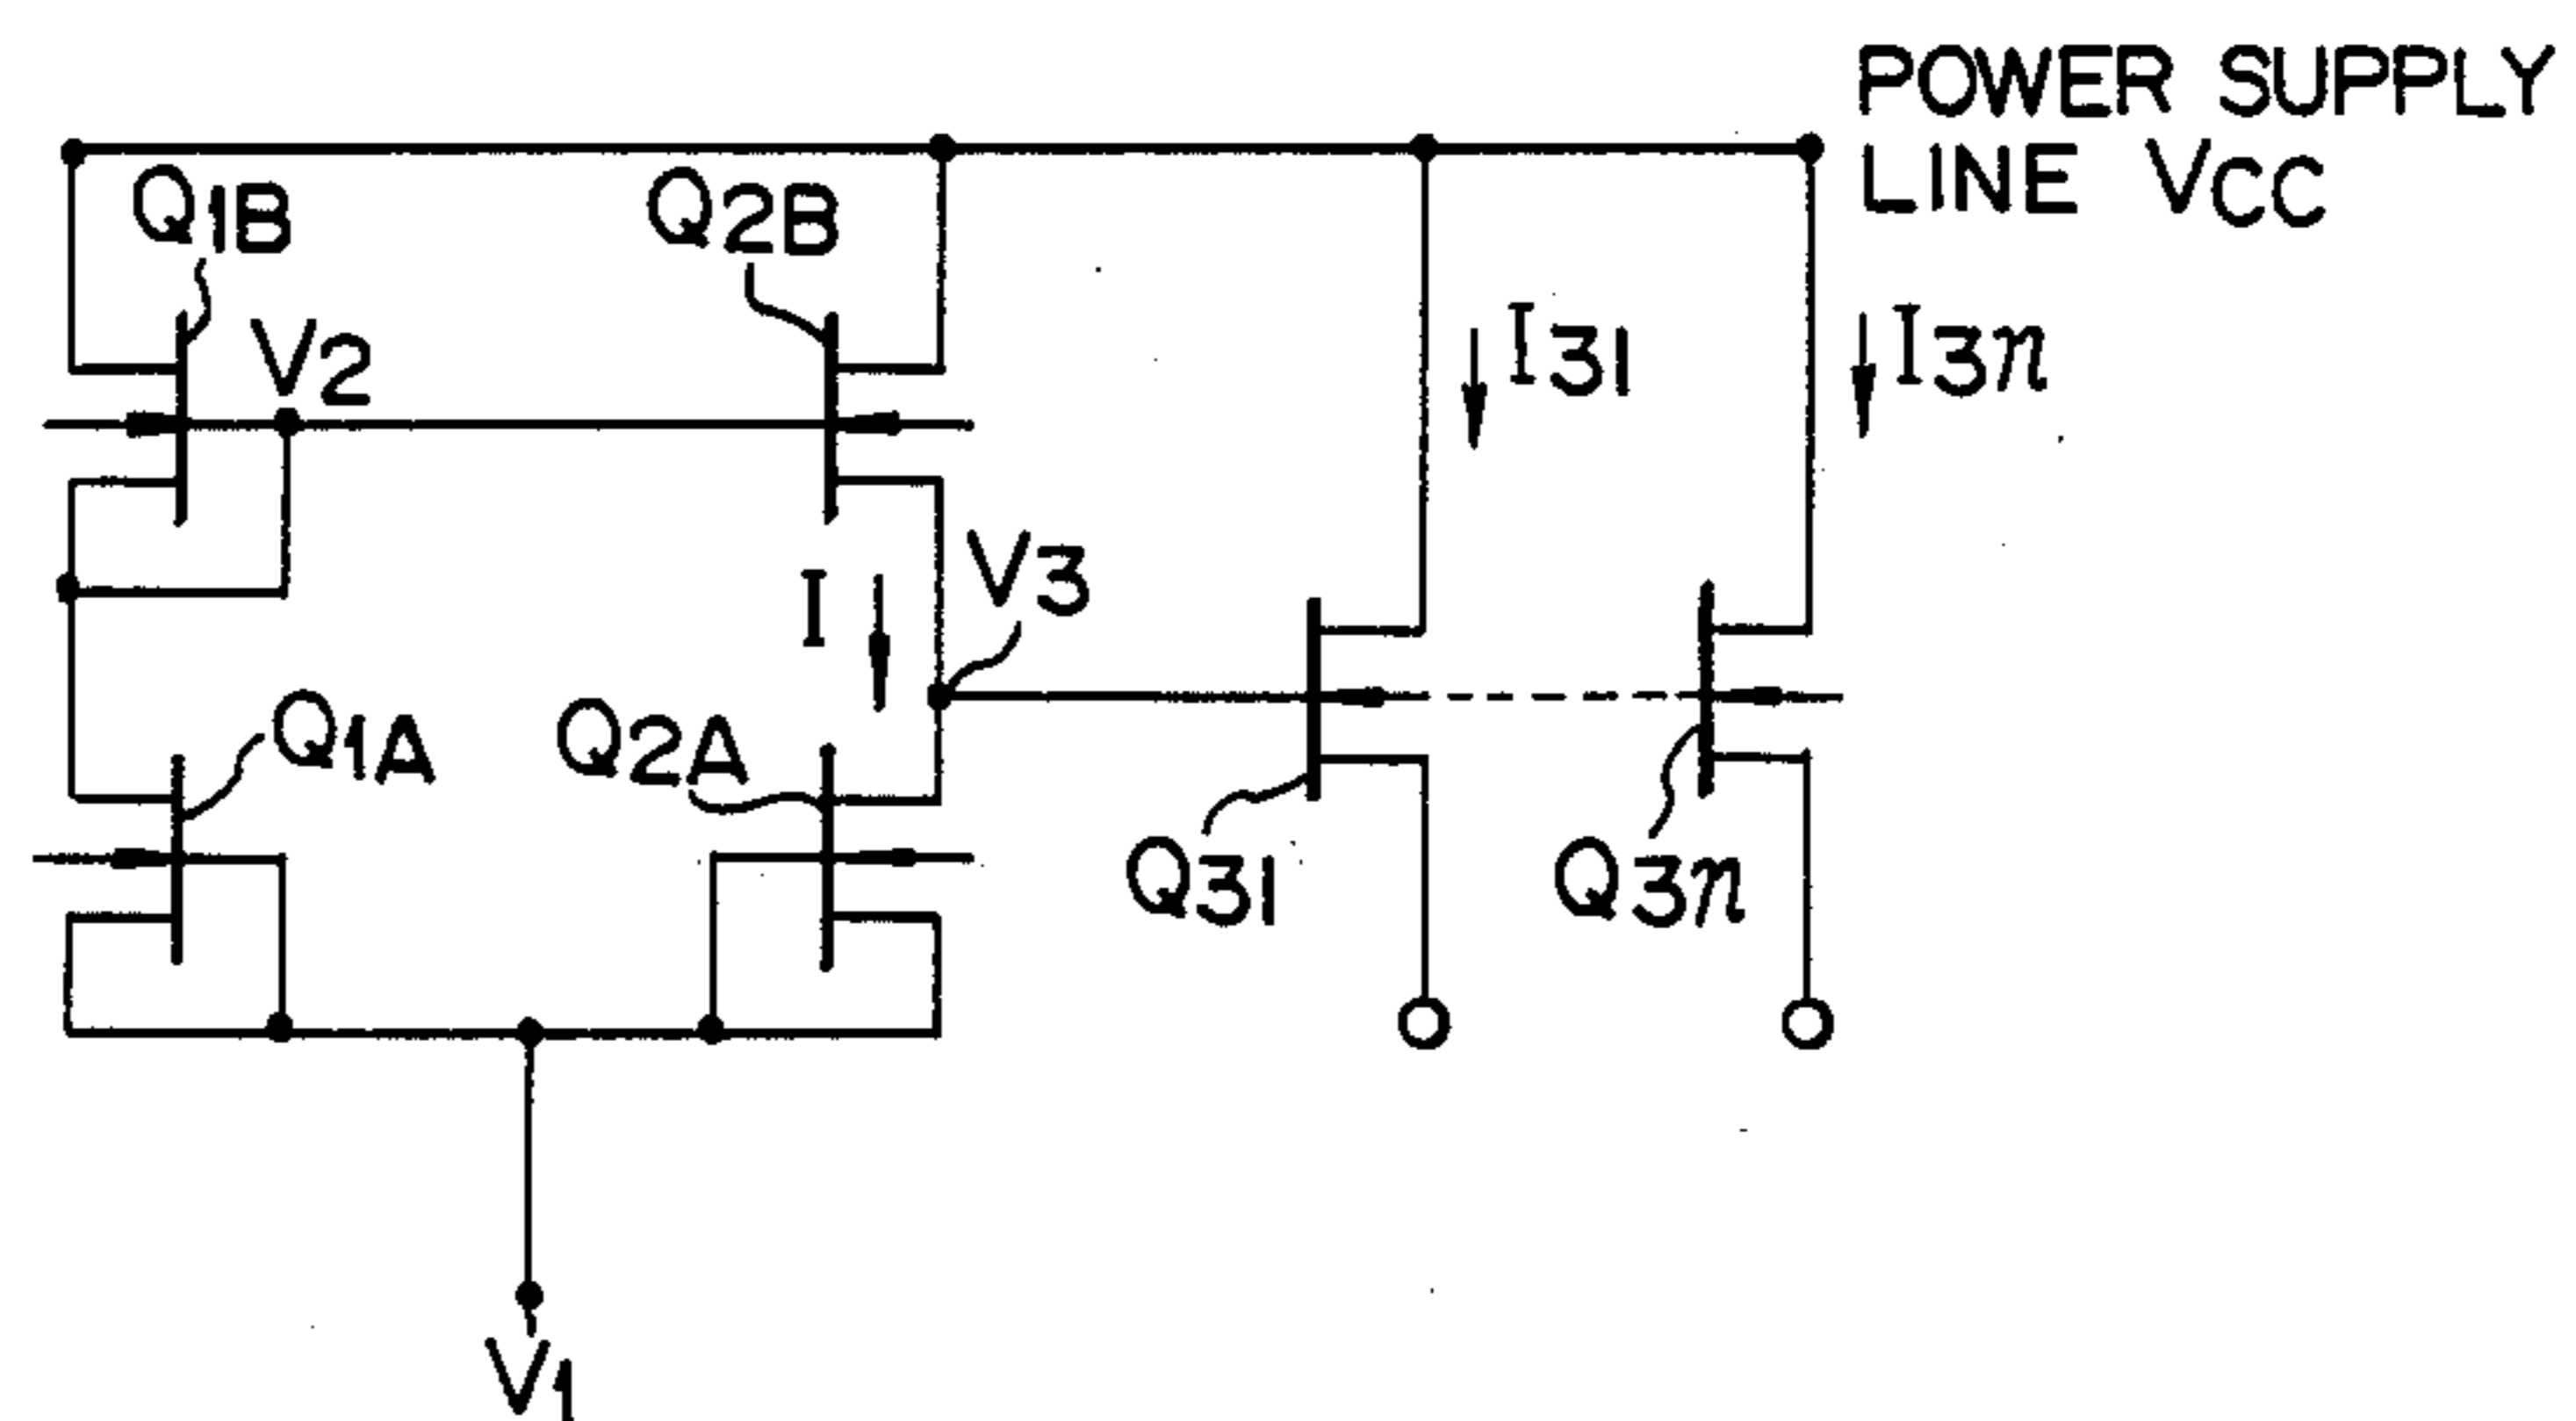 POWER SUPPLY
LINE VCC
Q1B
Q2B
V2
I31
I3n
I
V3
Q1A
Q2A
Q31
Q3n
V1